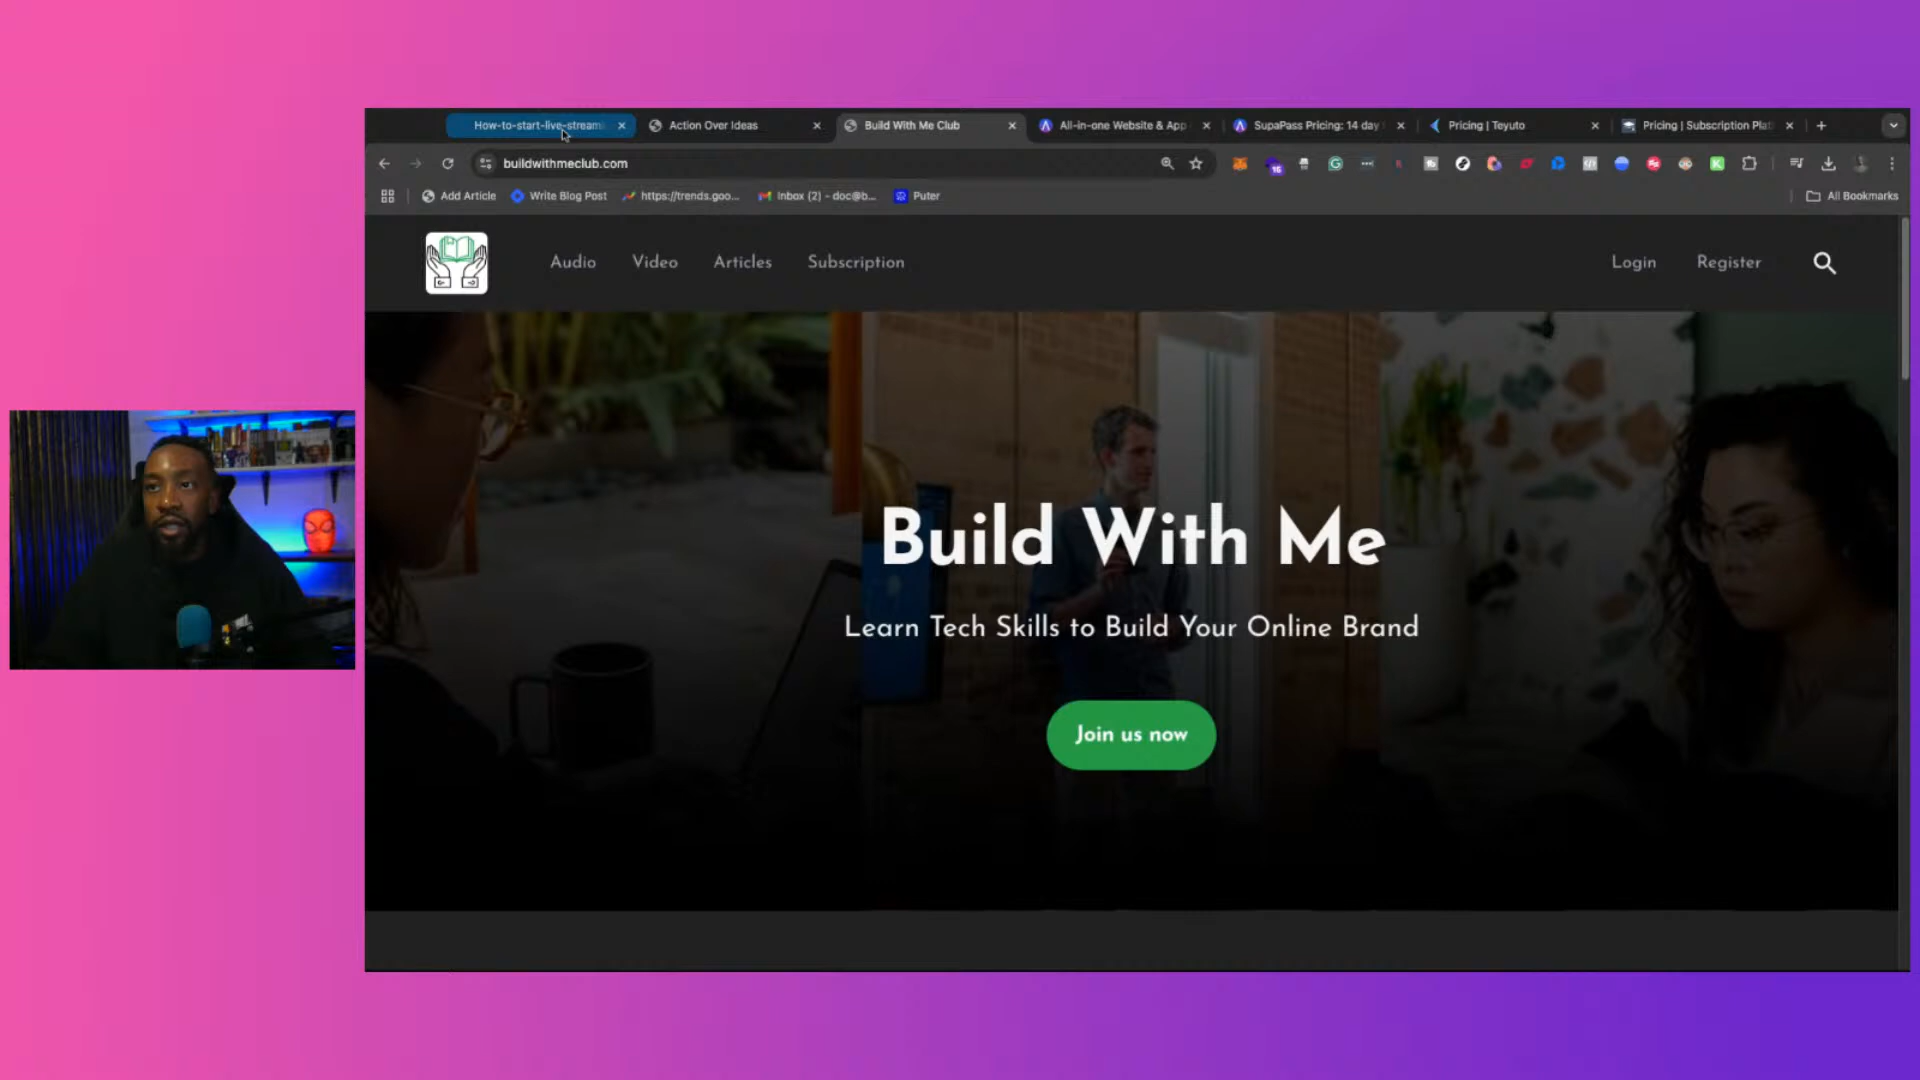 How-to-start-live-streami
Action Over Ideas
Build With Me Club
All-in-one Website & App
SupaPass Pricing: 14 day
Pricing | Teyuto
Pricing | Subscription Plat
buildwithmeclub.com
16
Add Article
Write Blog Post
https://trends.goo...
Inbox (2) - doc@b...
Puter
All Bookmarks
Audio
Video
Articles
Subscription
Login
Register
Build With Me
Learn Tech Skills to Build Your Online Brand
Join us now